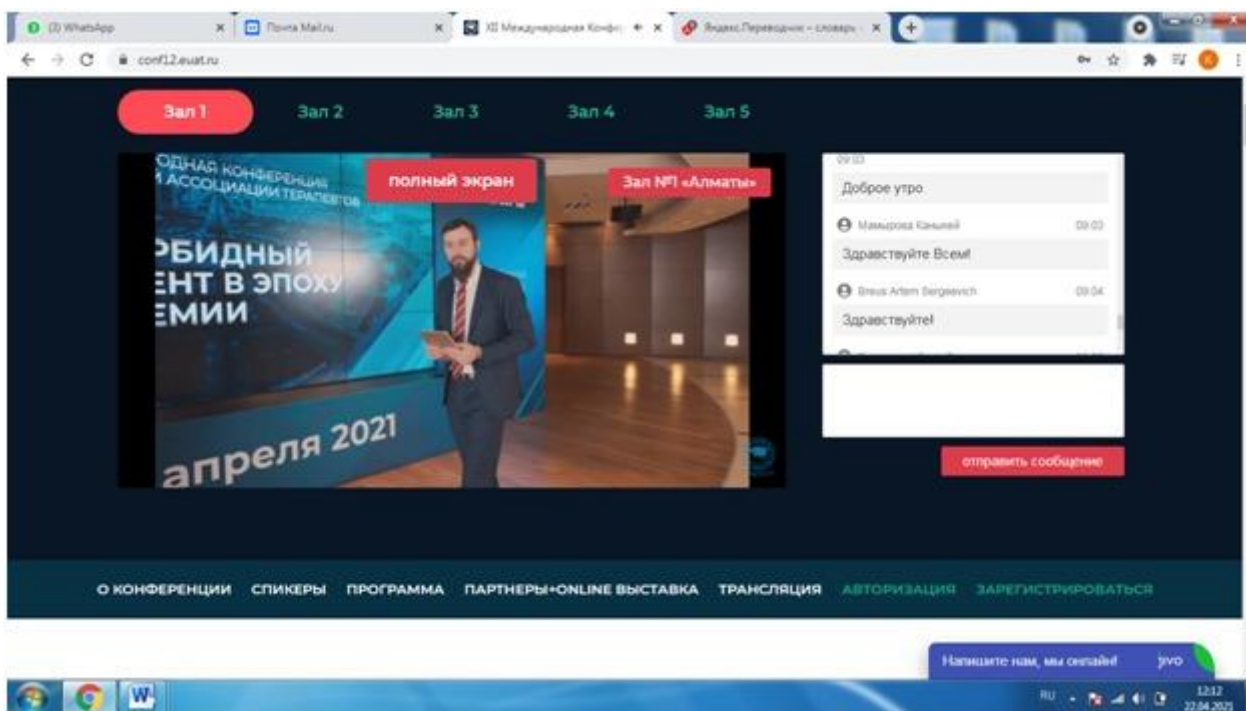 (3) WhatsApp
Почта Mail.ru
XII Международная Конфе
Яндекс.Переводчик – словарь
conf12.euat.ru
Зал 1
Зал 2
Зал 3
Зал 4
Зал 5
ОДНАЯ КОНФЕРЕНЦИЯ
Й АССОЦИАЦИИ ТЕРАПЕВТОВ
полный экран
Зал №1 «Алматы»
РБИДНЫЙ
ЕНТ В ЭПОХУ
ЕМИИ
апреля 2021
09:03
Доброе утро
Мамырова Каныкей 09:03
Здравствуйте Всем!
Breus Artem Sergeevich 09:04
Здравствуйте!
отправить сообщение
О КОНФЕРЕНЦИИ СПИКЕРЫ ПРОГРАММА ПАРТНЕРЫ+ONLINE ВЫСТАВКА ТРАНСЛЯЦИЯ АВТОРИЗАЦИЯ ЗАРЕГИСТРИРОВАТЬСЯ
Напишите нам, мы онлайн! jivo
RU
12:12
22.04.2021